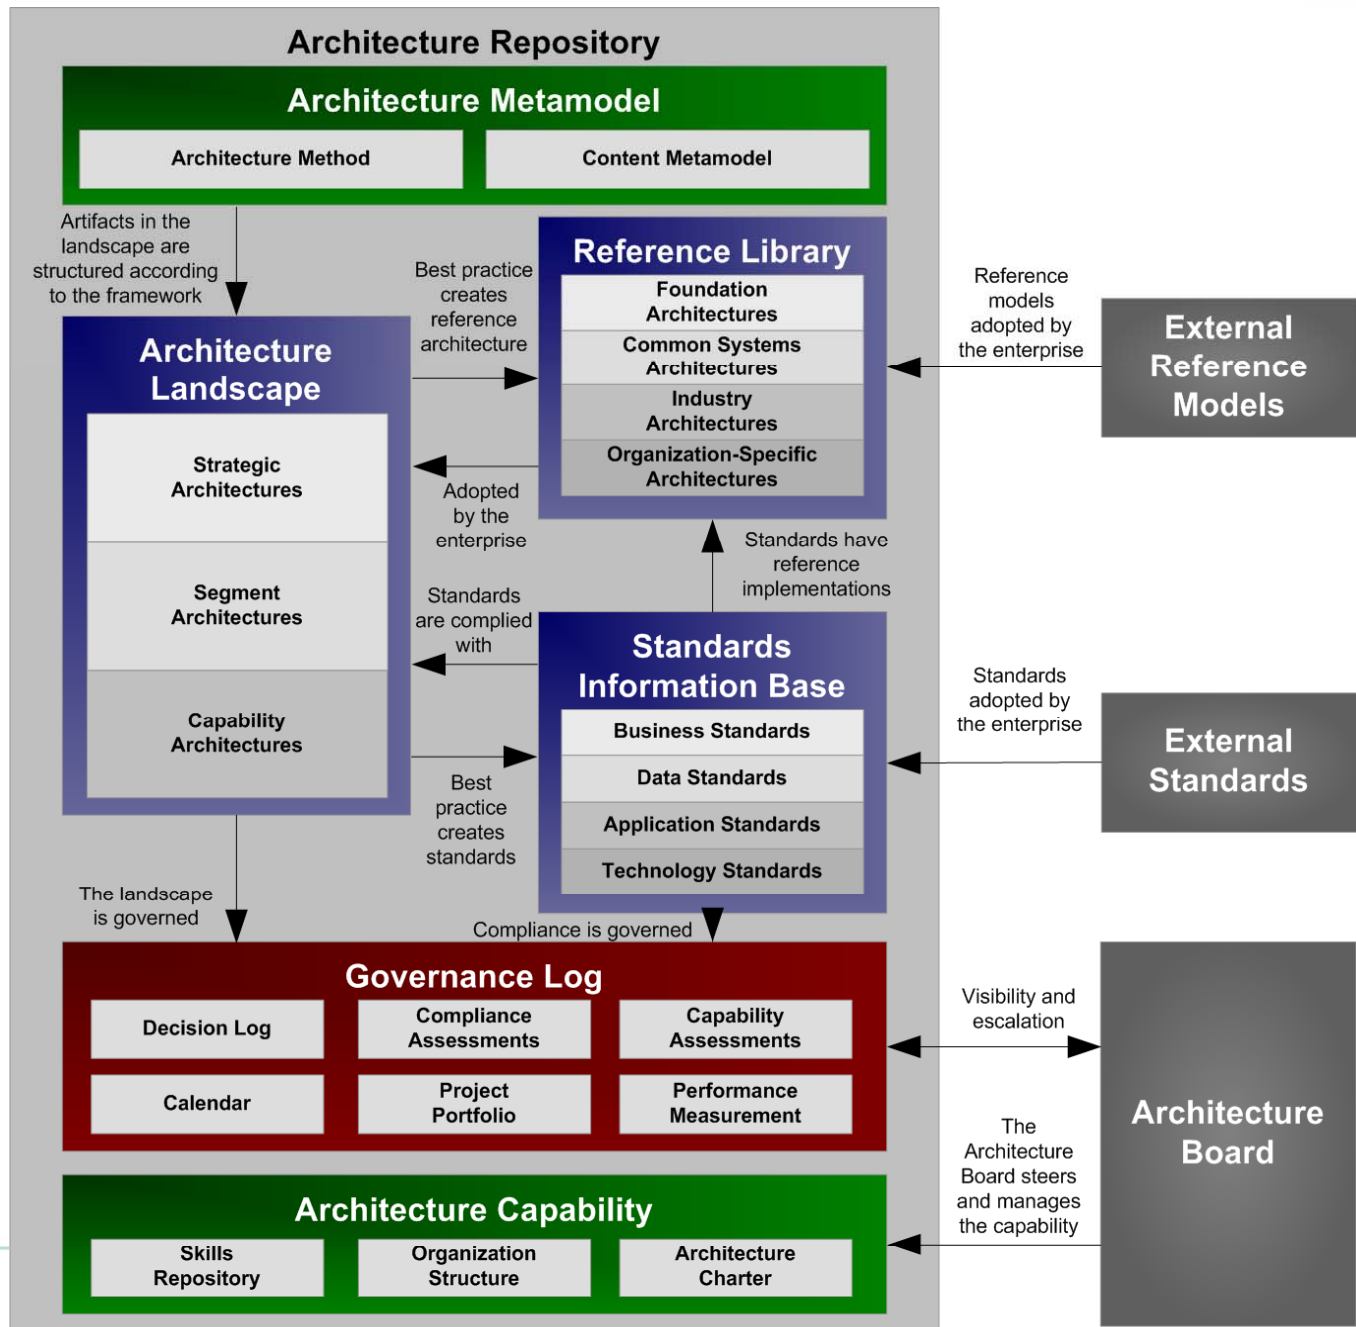 Architecture Repository
Architecture Metamodel
Architecture Method
Content Metamodel
Artifacts in the
landscape are
structured according
to the framework
Best practice
creates
reference
architecture
Reference Library
Foundation
Architectures
Common Systems
Architectures
Industry
Architectures
Organization-Specific
Architectures
Reference
models
adopted by
the enterprise
External
Reference
Models
Architecture
Landscape
Strategic
Architectures
Segment
Architectures
Capability
Architectures
Adopted
by the
enterprise
Standards have
reference
implementations
Standards
are complied
with
Standards
Information Base
Business Standards
Data Standards
Application Standards
Technology Standards
Standards
adopted by
the enterprise
External
Standards
Best
practice
creates
standards
The landscape
is governed
Compliance is governed
Governance Log
Decision Log
Compliance
Assessments
Capability
Assessments
Calendar
Project
Portfolio
Performance
Measurement
Visibility and
escalation
Architecture
Board
The
Architecture
Board steers
and manages
the capability
Architecture Capability
Skills
Repository
Organization
Structure
Architecture
Charter